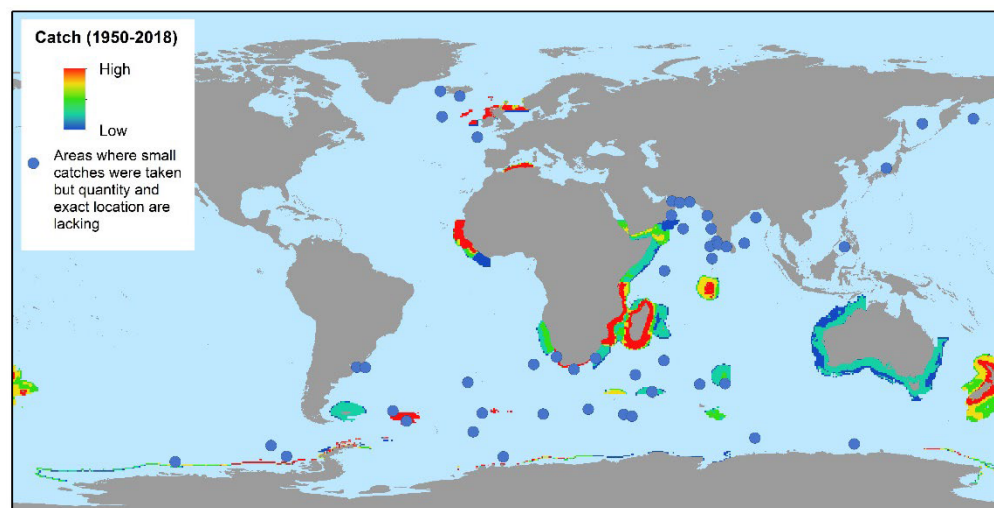 Catch (1950-2018)
High
Low
Areas where small
catches were taken
but quantity and
exact location are
lacking